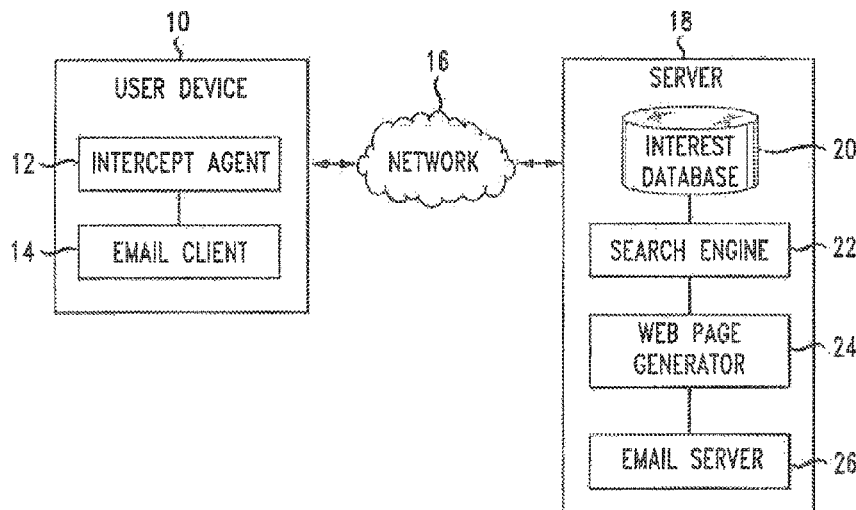 10
USER DEVICE
12
INTERCEPT AGENT
14
EMAIL CLIENT
16
NETWORK
18
SERVER
INTEREST
DATABASE
20
SEARCH ENGINE
22
WEB PAGE
GENERATOR
24
EMAIL SERVER
26